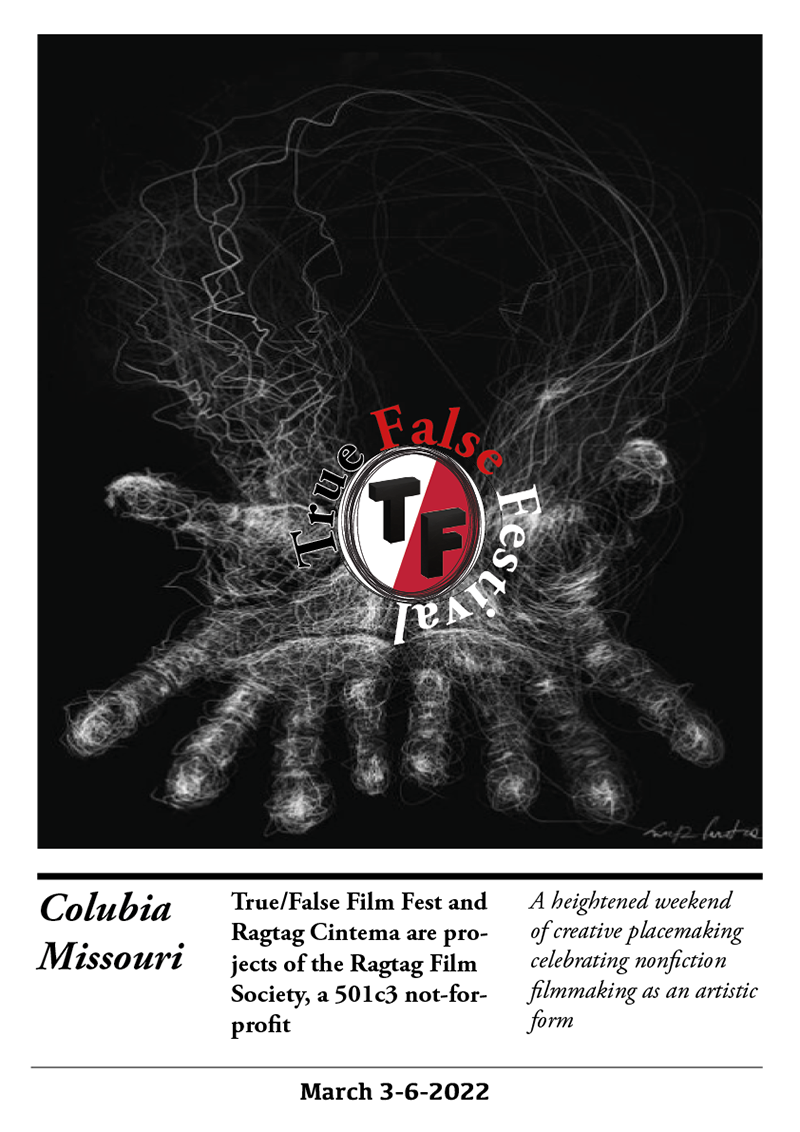 True False Festival
TF
Colubia
Missouri
True/False Film Fest and
Ragtag Cintema are pro-
jects of the Ragtag Film
Society, a 501c3 not-for-
profit
A heightened weekend
of creative placemaking
celebrating nonfiction
filmmaking as an artistic
form
March 3-6-2022